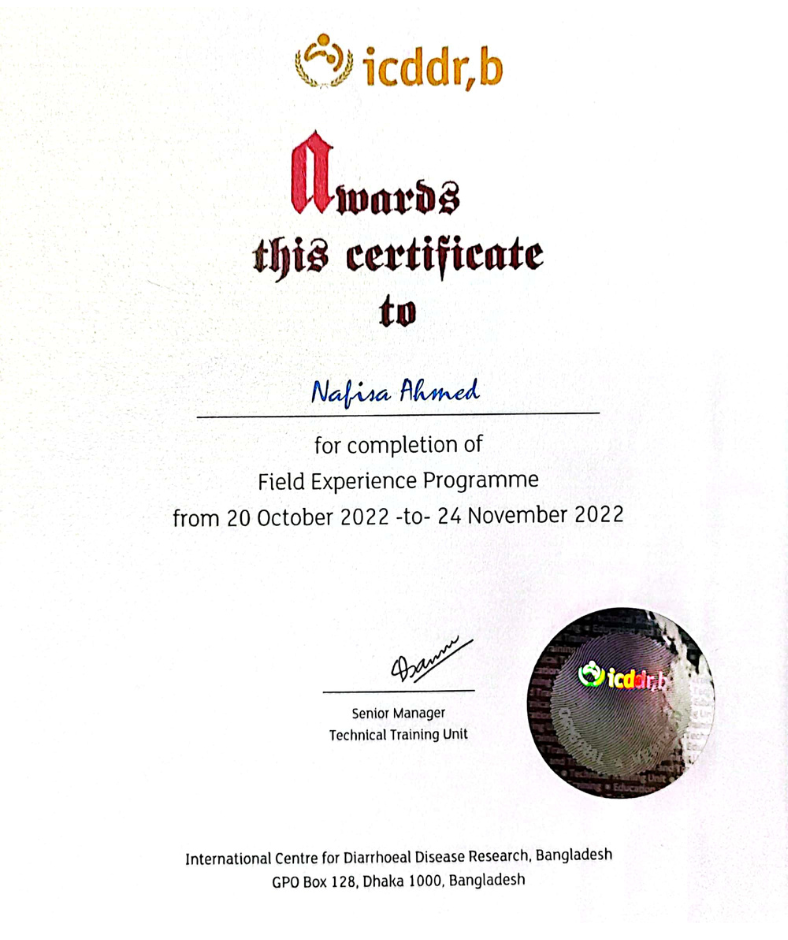 icddr,b
Awards
this certificate
to
Nafisa Ahmed
for completion of
Field Experience Programme
from 20 October 2022 -to- 24 November 2022
Senior Manager
Technical Training Unit
icddr,b
ORIGINAL
International Centre for Diarrhoeal Disease Research, Bangladesh
GPO Box 128, Dhaka 1000, Bangladesh